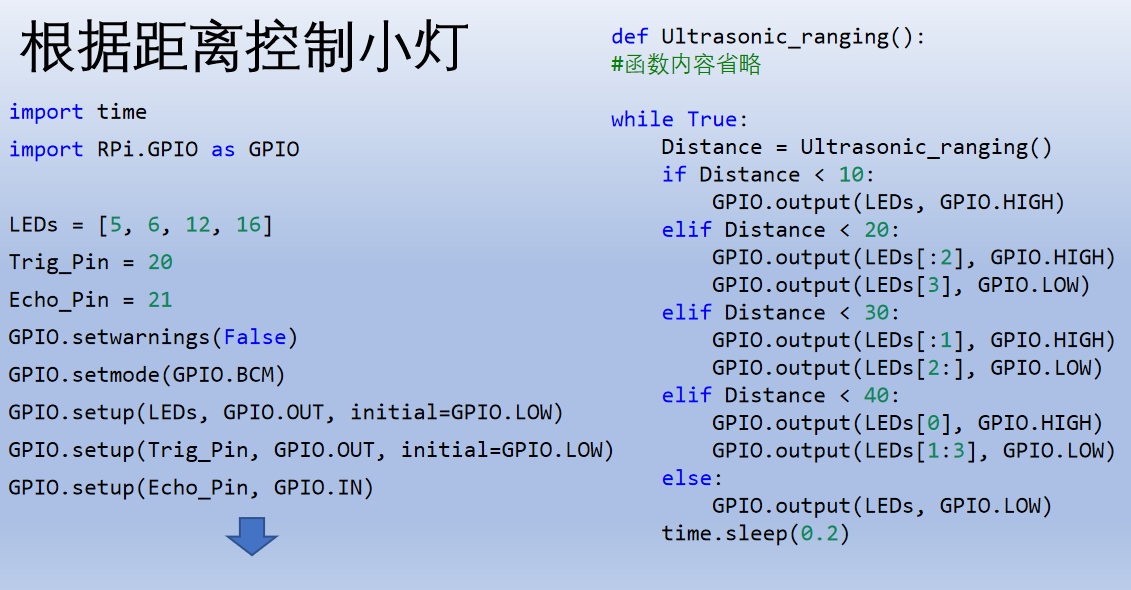 根据距离控制小灯
import time
import RPi.GPIO as GPIO
LEDs = [5, 6, 12, 16]
Trig_Pin = 20
Echo_Pin = 21
GPIO.setwarnings(False)
GPIO.setmode(GPIO.BCM)
GPIO.setup(LEDs, GPIO.OUT, initial=GPIO.LOW)
GPIO.setup(Trig_Pin, GPIO.OUT, initial=GPIO.LOW)
GPIO.setup(Echo_Pin, GPIO.IN)
def Ultrasonic_ranging():
#函数内容省略
while True:
    Distance = Ultrasonic_ranging()
    if Distance < 10:
        GPIO.output(LEDs, GPIO.HIGH)
    elif Distance < 20:
        GPIO.output(LEDs[:2], GPIO.HIGH)
        GPIO.output(LEDs[3], GPIO.LOW)
    elif Distance < 30:
        GPIO.output(LEDs[:1], GPIO.HIGH)
        GPIO.output(LEDs[2:], GPIO.LOW)
    elif Distance < 40:
        GPIO.output(LEDs[0], GPIO.HIGH)
        GPIO.output(LEDs[1:3], GPIO.LOW)
    else:
        GPIO.output(LEDs, GPIO.LOW)
    time.sleep(0.2)